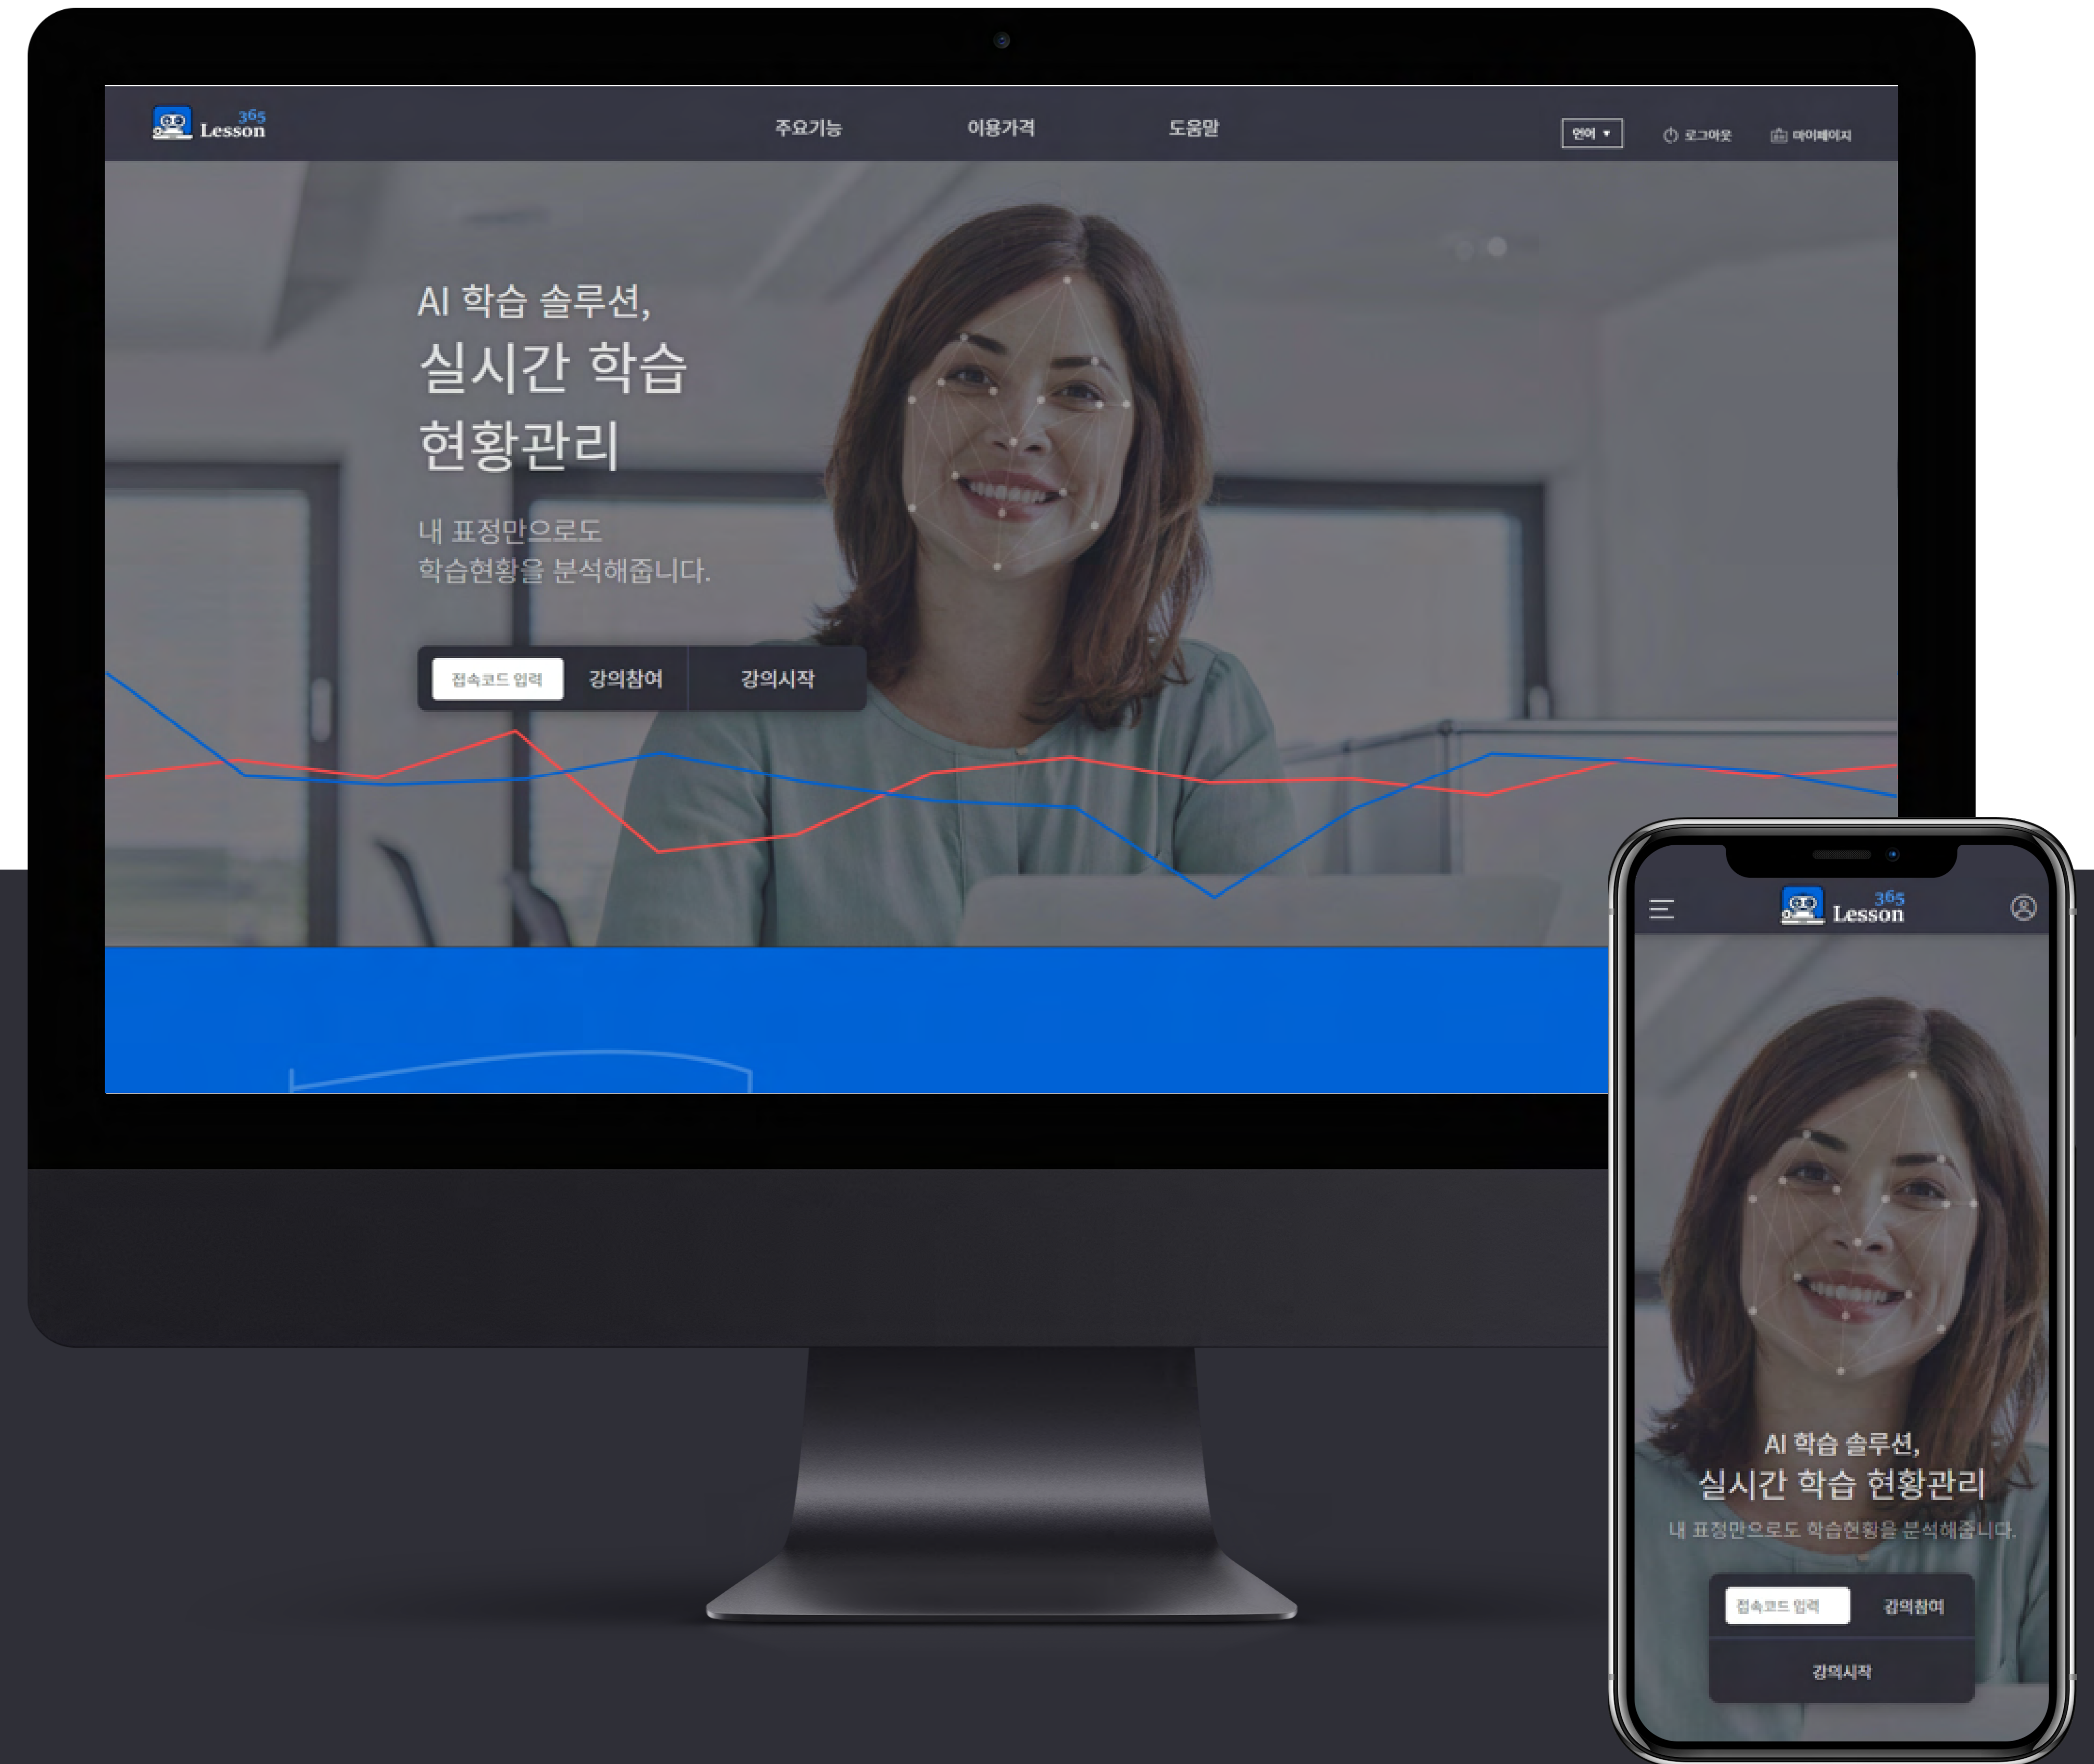 365
Lesson
주요기능
이용가격
도움말
언어 ▼
로그아웃
마이페이지
AI 학습 솔루션,
실시간 학습
현황관리
내 표정만으로도
학습현황을 분석해줍니다.
접속코드 입력
강의참여
강의시작
365
Lesson
AI 학습 솔루션,
실시간 학습 현황관리
내 표정만으로도 학습현황을 분석해줍니다.
접속코드 입력
강의참여
강의시작